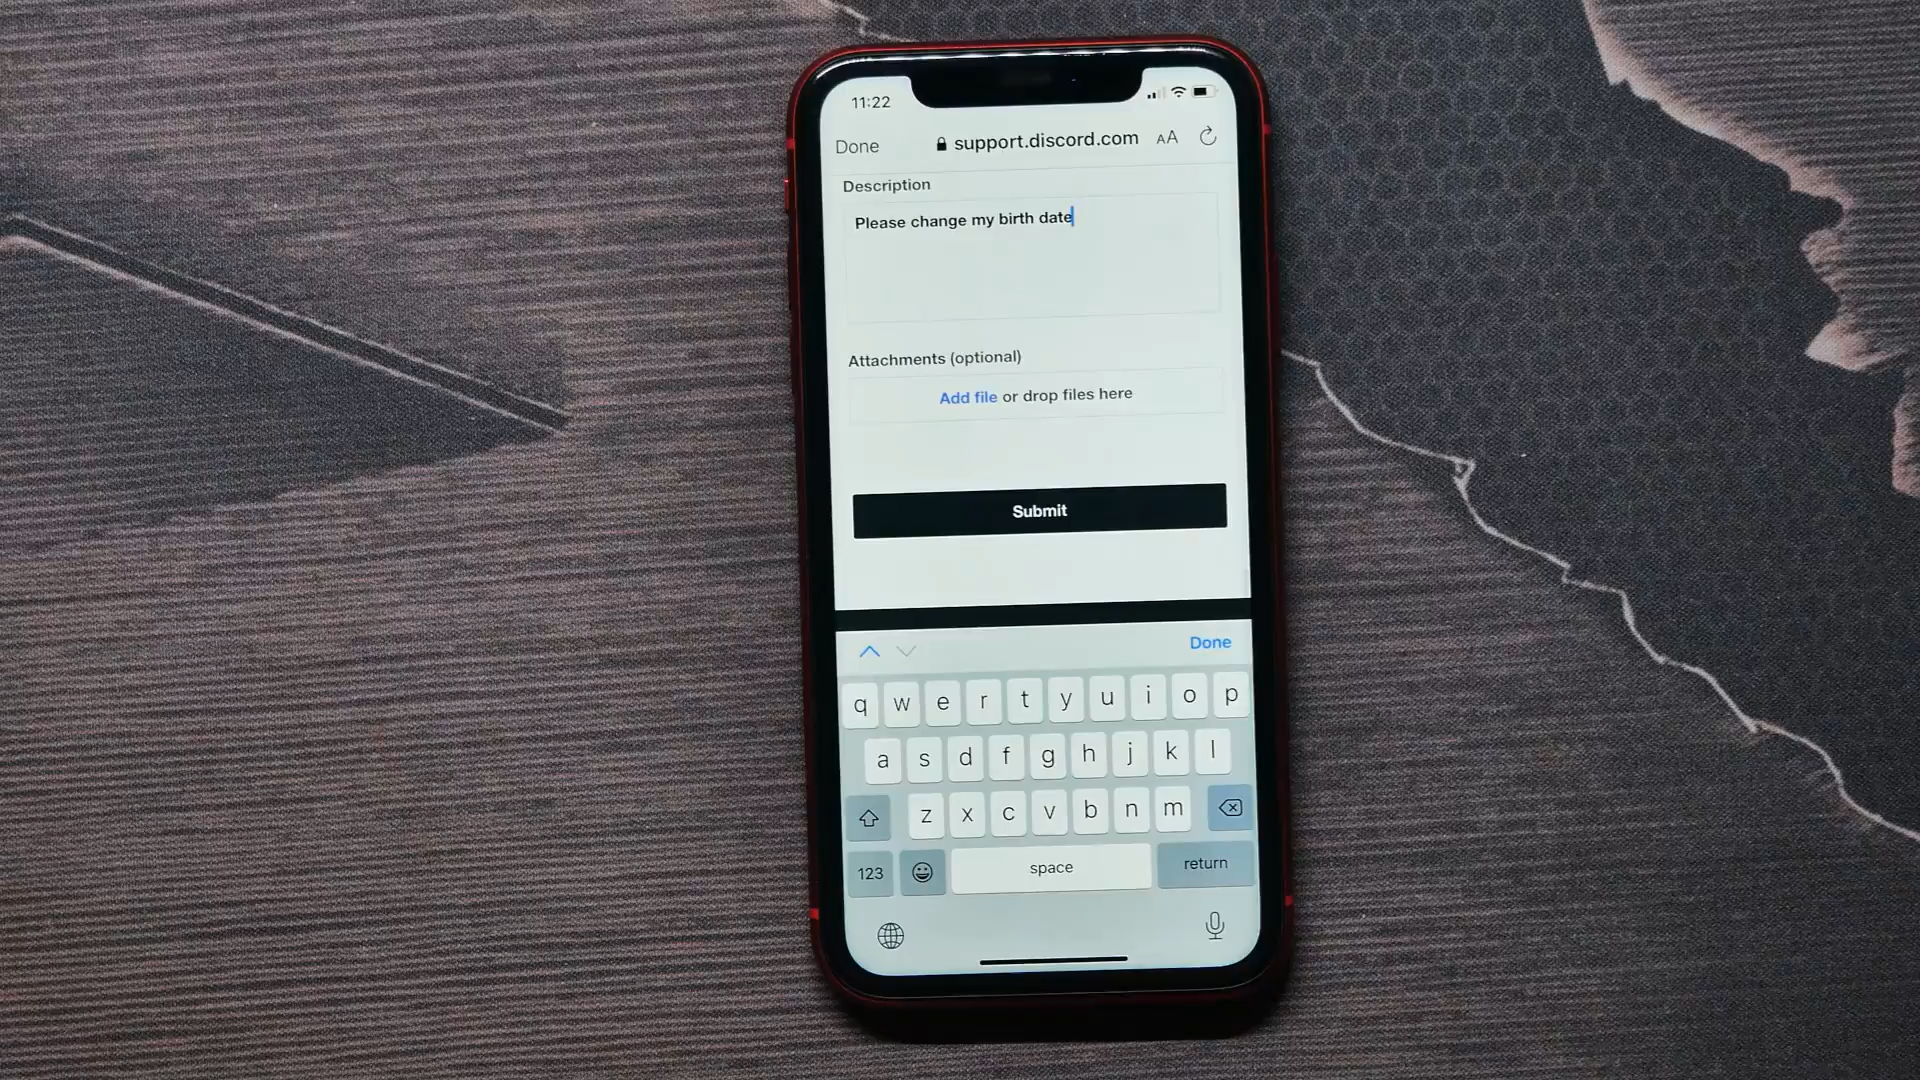 11:22
Done support.discord.com AA
Description
Please change my birth date
Attachments (optional)
Add file or drop files here
Submit
Done
q w e r t y u i o p
a s d f g h j k l
z x c v b n m
123 space return